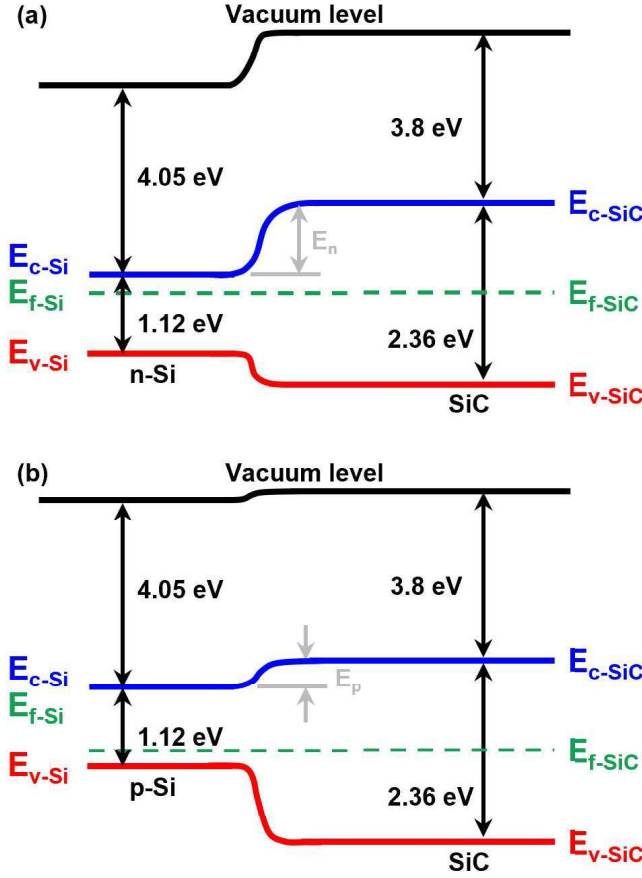 (a)
Vacuum level
4.05 eV
3.8 eV
E_c-Si
E_n
E_c-SiC
E_f-Si
E_f-SiC
1.12 eV
2.36 eV
E_v-Si
n-Si
SiC
E_v-SiC
(b)
Vacuum level
4.05 eV
3.8 eV
E_c-Si
E_p
E_c-SiC
E_f-Si
1.12 eV
E_f-SiC
E_v-Si
p-Si
2.36 eV
SiC
E_v-SiC